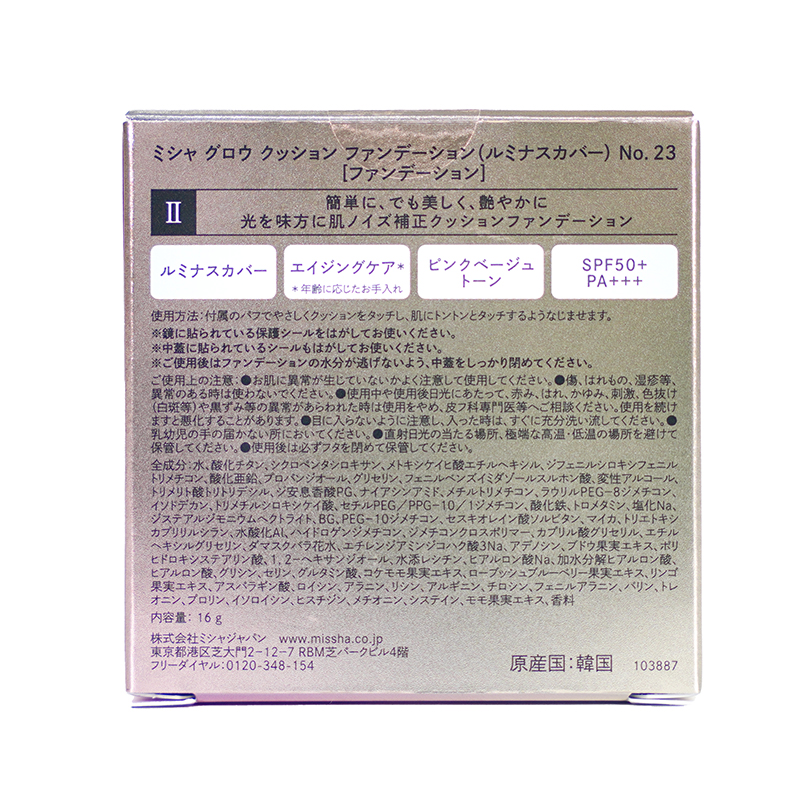 ミシャ グロウ クッション ファンデーション(ルミナスカバー) No. 23
[ファンデーション]
II
簡単に、でも美しく、艶やかに
光を味方に肌ノイズ補正クッションファンデーション
ルミナスカバー
エイジングケア*
*年齢に応じたお手入れ
ピンクベージュ
トーン
SPF50+
PA+++
使用方法:付属のパフでやさしくクッションをタッチし、肌にトントンとタッチするようなじませます。
※鏡に貼られている保護シールをはがしてお使いください。
※中蓋に貼られているシールもはがしてお使いください。
※ご使用後はファンデーションの水分が逃げないよう、中蓋をしっかり閉めてください。
ご使用上の注意:●お肌に異常が生じていないかよく注意して使用してください。●傷、はれもの、湿疹等、
異常のある時は使わないでください。●使用中や使用後日光にあたって、赤み、はれ、かゆみ、刺激、色抜け
(白斑等)や黒ずみ等の異常があらわれた時は使用をやめ、皮フ科専門医等へご相談ください。使用を続け
ますと悪化することがあります。●目に入らないように注意し、入った時は、すぐに充分洗い流してください。●
乳幼児の手の届かない所においてください。●直射日光の当たる場所、極端な高温・低温の場所を避けて
保管してください。●使用後は必ずフタを閉めて保管してください。
全成分:水、酸化チタン、シクロペンタシロキサン、メトキシケイヒ酸エチルヘキシル、ジフェニルシロキシフェニル
トリメチコン、酸化亜鉛、プロパンジオール、グリセリン、フェニルベンズイミダゾールスルホン酸、変性アルコール、
トリメリト酸トリトリデシル、ジ安息香酸PG、ナイアシンアミド、メチルトリメチコン、ラウリルPEG-8ジメチコン、
イソドデカン、トリメチルシロキシケイ酸、セチルPEG/PPG-10/1ジメチコン、酸化鉄、トロメタミン、塩化Na、
ジステアルジモニウムヘクトライト、BG、PEG-10ジメチコン、セスキオレイン酸ソルビタン、マイカ、トリエトキシ
カプリリルシラン、水酸化Al、ハイドロゲンジメチコン、ジメチコンクロスポリマー、カプリル酸グリセリル、エチル
ヘキシルグリセリン、ダマスクバラ花水、エチレンジアミンジコハク酸3Na、アデノシン、ブドウ果実エキス、ポリ
ヒドロキシステアリン酸、1,2-ヘキサンジオール、水添レシチン、ヒアルロン酸Na、加水分解ヒアルロン酸、
ヒアルロン酸、グリシン、セリン、グルタミン酸、コケモモ果実エキス、ローブッシュブルーベリー果実エキス、リンゴ
果実エキス、アスパラギン酸、ロイシン、アラニン、リシン、アルギニン、チロシン、フェニルアラニン、バリン、トレ
オニン、プロリン、イソロイシン、ヒスチジン、メチオニン、システイン、モモ果実エキス、香料
内容量:16 g
株式会社ミシャジャパン www.missha.co.jp
東京都港区芝大門2-12-7 RBM芝パークビル4階
フリーダイヤル:0120-348-154
原産国:韓国
103887